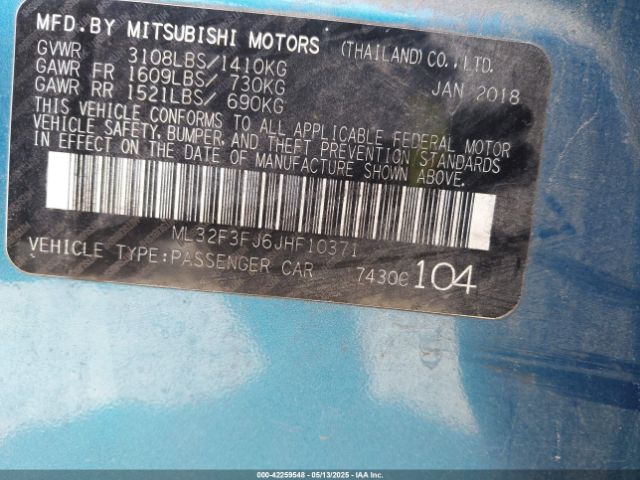 MFD.BY MITSUBISHI MOTORS (THAILAND) CO., LTD.
GVWR 3108LBS/1410KG JAN 2018
GAWR FR 1609LBS/ 730KG
GAWR RR 1521LBS/ 690KG
THIS VEHICLE CONFORMS TO ALL APPLICABLE FEDERAL MOTOR
VEHICLE SAFETY, BUMPER, AND THEFT PREVENTION STANDARDS
IN EFFECT ON THE DATE OF MANUFACTURE SHOWN ABOVE.
ML32F3FJ6JHF10371
VEHICLE TYPE:PASSENGER CAR 7430C 104
000-42259548 - 05/13/2025 - IAA Inc.